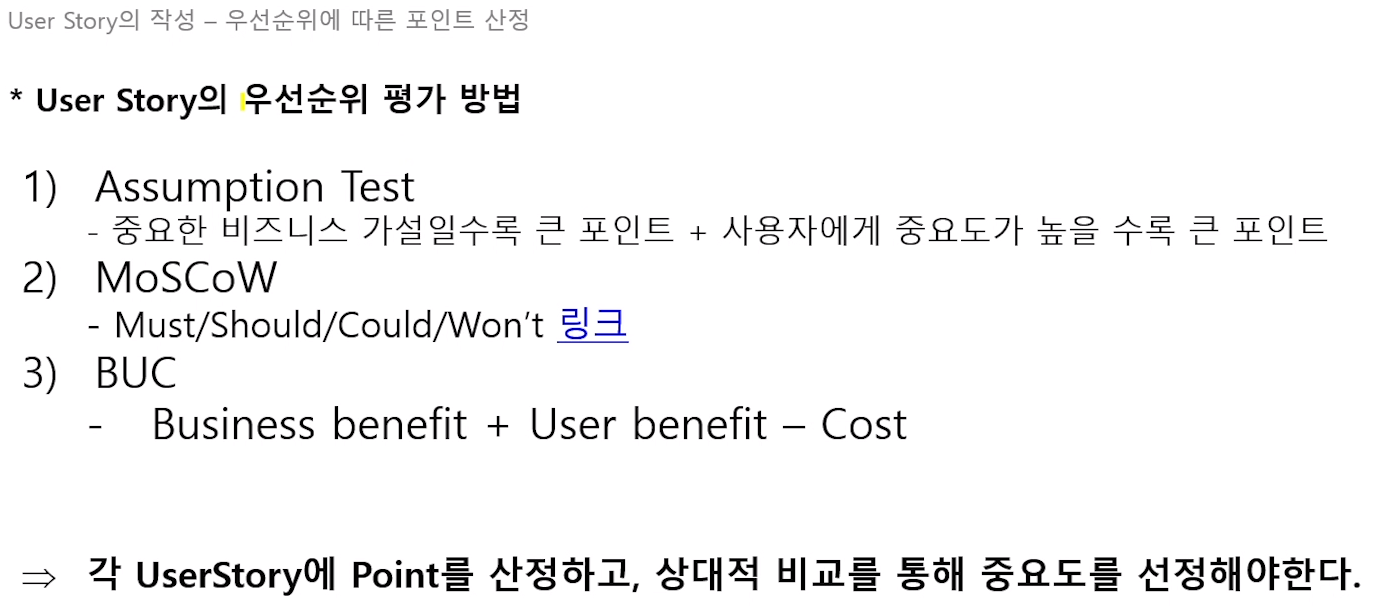 User Story의 작성 – 우선순위에 따른 포인트 산정
* User Story의 우선순위 평가 방법
1) Assumption Test
- 중요한 비즈니스 가설일수록 큰 포인트 + 사용자에게 중요도가 높을 수록 큰 포인트
2) MoSCoW
- Must/Should/Could/Won’t 링크
3) BUC
- Business benefit + User benefit – Cost
⇒ 각 UserStory에 Point를 산정하고, 상대적 비교를 통해 중요도를 선정해야한다.